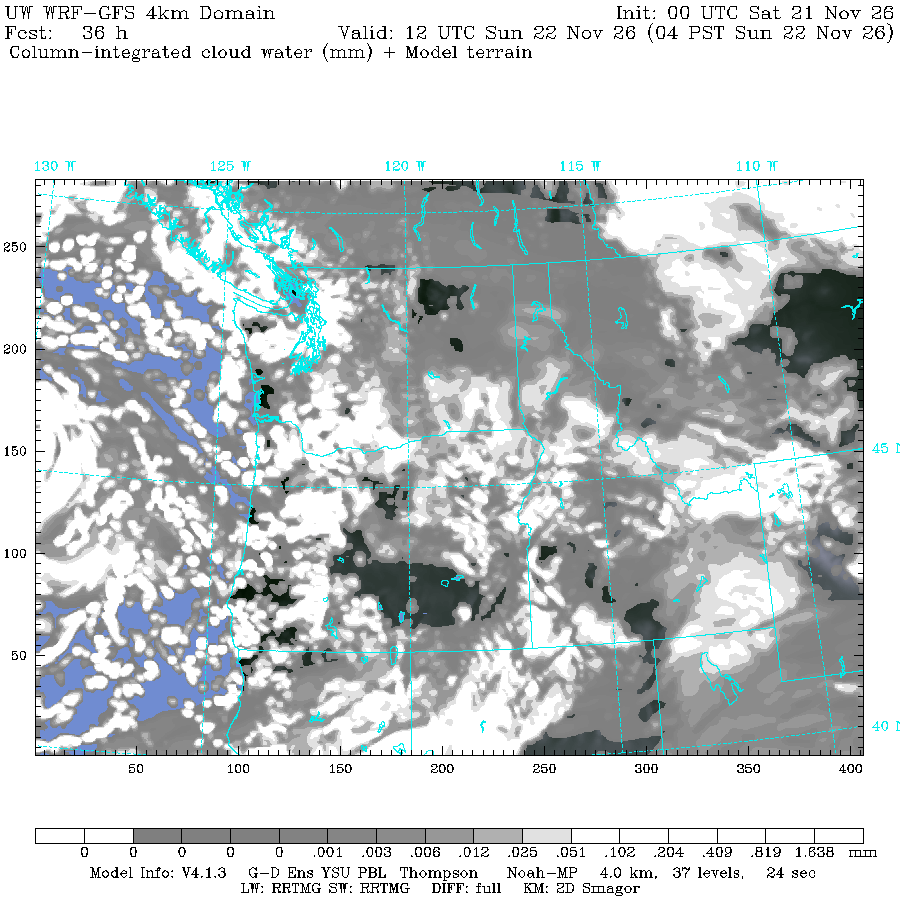 UW WRF-GFS 4km Domain Init: 00 UTC Sat 21 Nov 26
Fcst: 36 h Valid: 12 UTC Sun 22 Nov 26 (04 PST Sun 22 Nov 26)
Column-integrated cloud water (mm) + Model terrain
130 W 125 W 120 W 115 W 110 W
250
200
150 45 N
100
50
40 N
50 100 150 200 250 300 350 400
0 0 0 0 0 .001 .003 .006 .012 .025 .051 .102 .204 .409 .819 1.638 mm
Model Info: V4.1.3 G-D Ens YSU PBL Thompson Noah-MP 4.0 km, 37 levels, 24 sec
LW: RRTMG SW: RRTMG DIFF: full KM: 2D Smagor